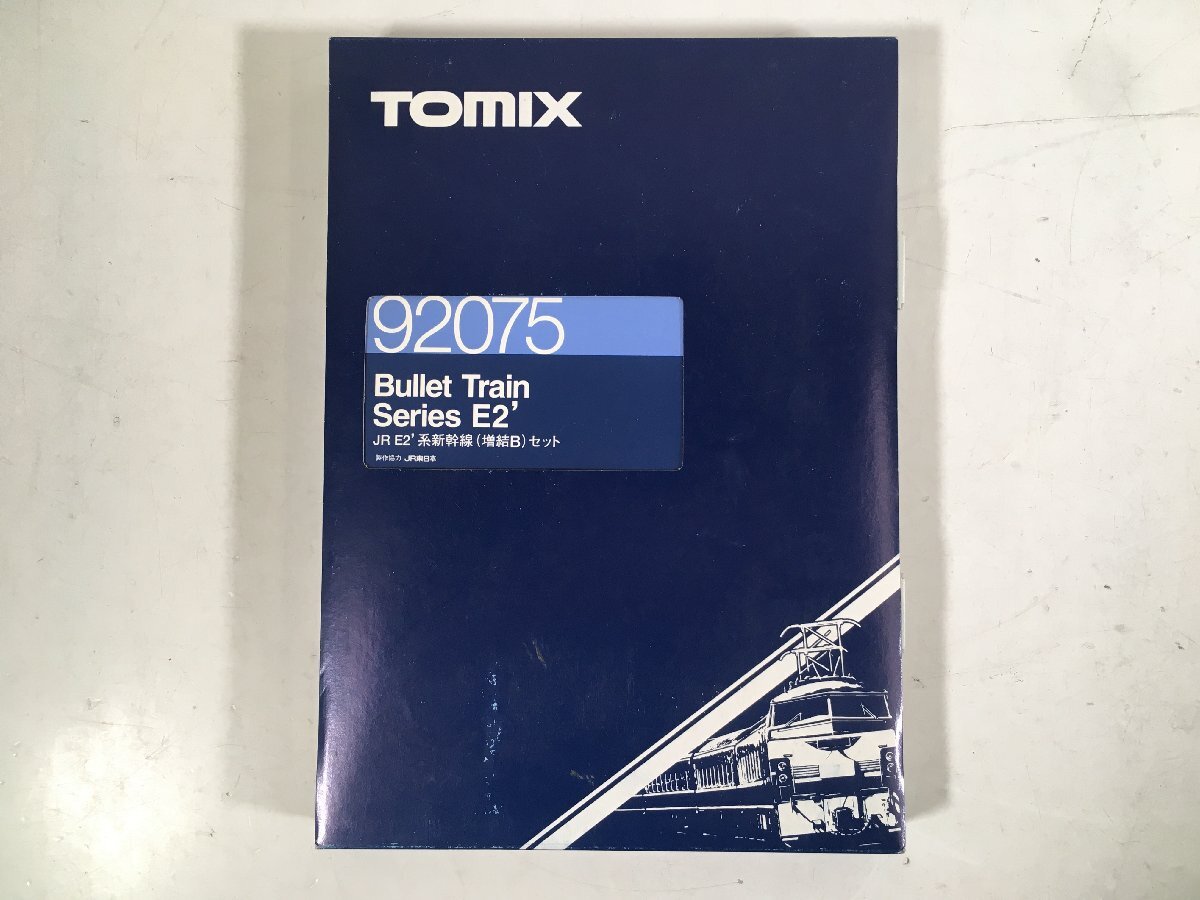 TOMIX
92075
Bullet Train
Series E2'
JR E2'系新幹線(増結B)セット
製作協力 JR東日本